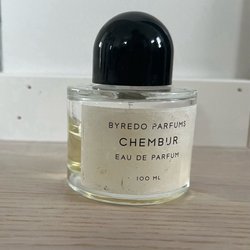 BYREDO PARFUMS
CHEMBUR
EAU DE PARFUM
100 ML